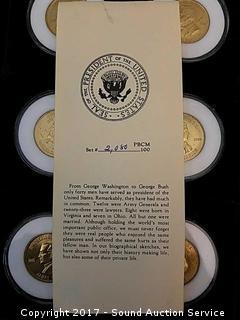 SEAL OF THE PRESIDENT OF THE UNITED STATES
Set # 2,080 PBCM
100
From George Washington to George Bush
only forty men have served as president of the
United States. Remarkably, they have had much
in common. Twelve were Army Generals and
twenty-three were lawyers. Eight were born in
Virginia and seven in Ohio. All but one were
married. Although holding the world's most
important public office, we must never forget
they were real people who enjoyed the same
pleasures and suffered the same hurts as their
fellow man. In our biographical sketches, we
have shown not only their history making life,
but also some of their private life.
Copyright 2017 - Sound Auction Service